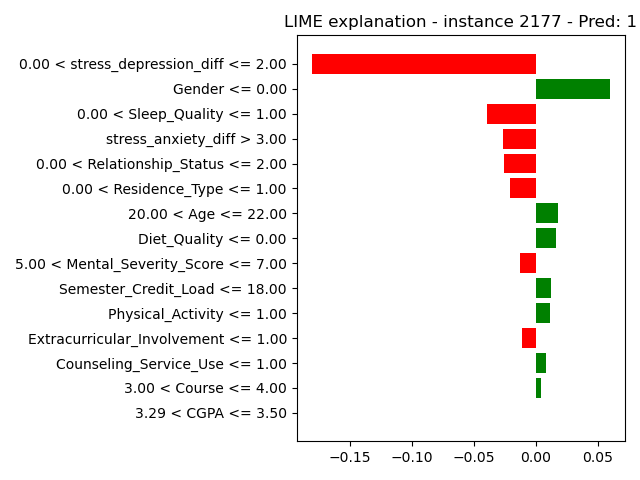 LIME explanation - instance 2177 - Pred: 1
0.00 < stress_depression_diff <= 2.00
Gender <= 0.00
0.00 < Sleep_Quality <= 1.00
stress_anxiety_diff > 3.00
0.00 < Relationship_Status <= 2.00
0.00 < Residence_Type <= 1.00
20.00 < Age <= 22.00
Diet_Quality <= 0.00
5.00 < Mental_Severity_Score <= 7.00
Semester_Credit_Load <= 18.00
Physical_Activity <= 1.00
Extracurricular_Involvement <= 1.00
Counseling_Service_Use <= 1.00
3.00 < Course <= 4.00
3.29 < CGPA <= 3.50
−0.15 −0.10 −0.05 0.00 0.05